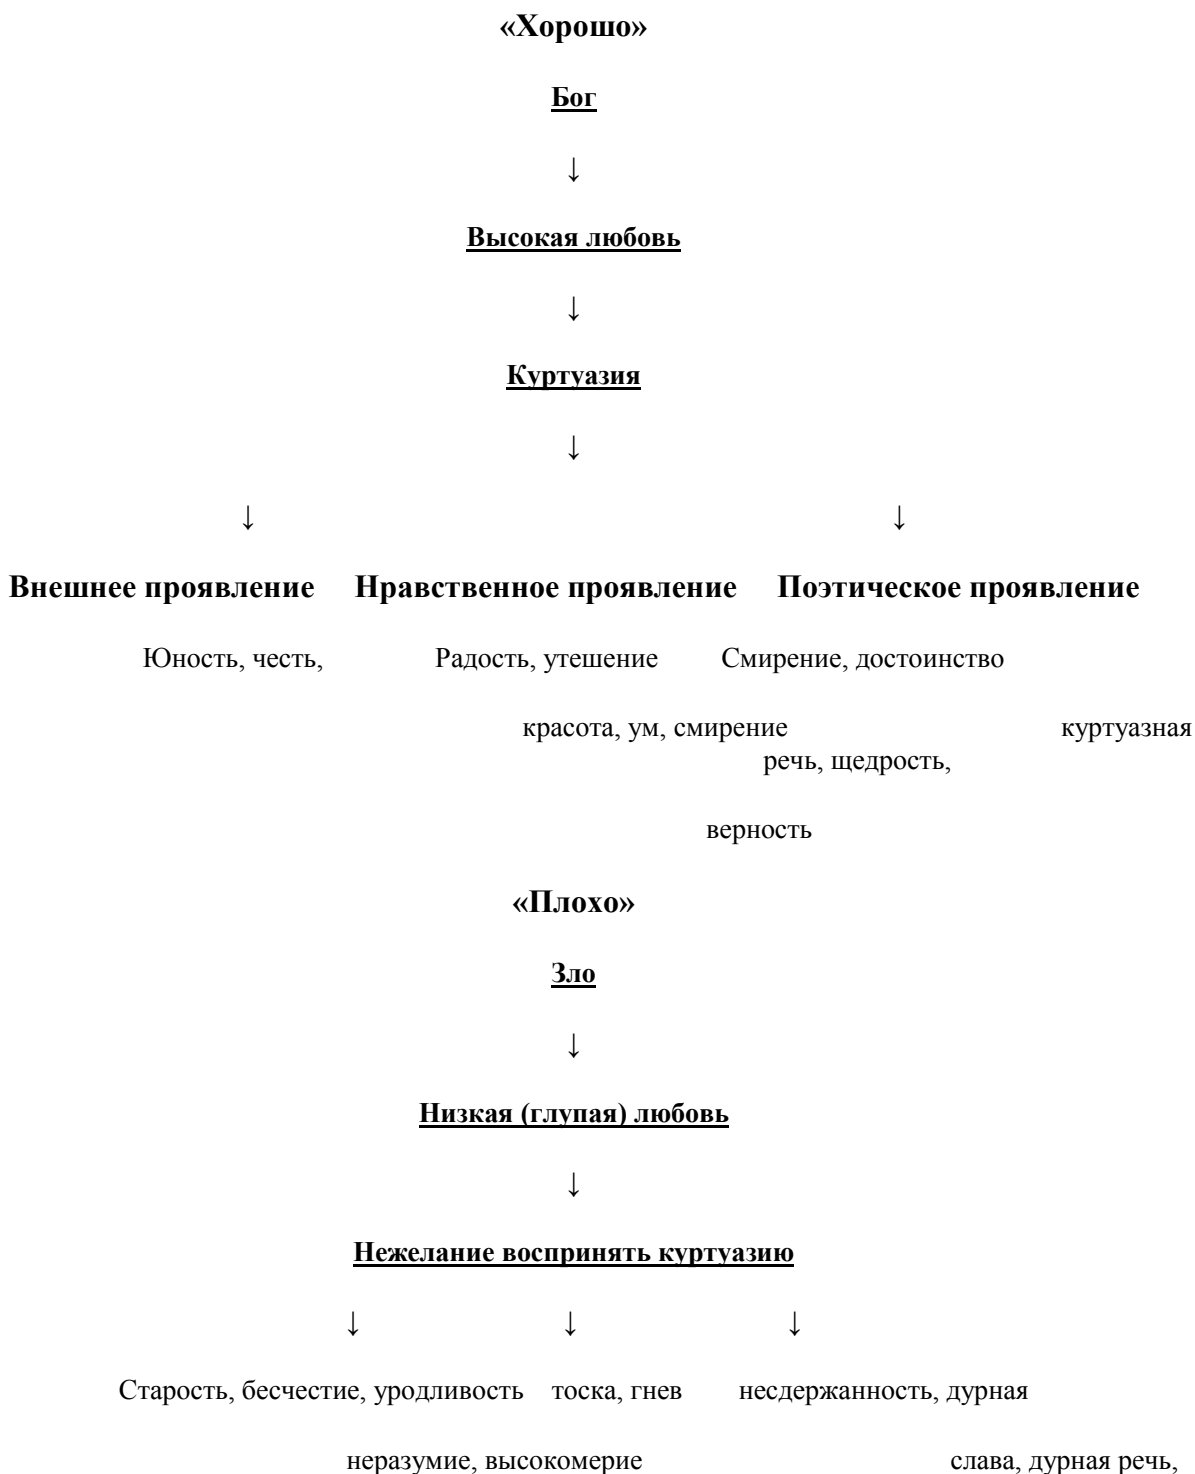 «Хорошо»
Бог
↓
Высокая любовь
↓
Куртуазия
↓
↓ ↓
Внешнее проявление Нравственное проявление Поэтическое проявление
Юность, честь, Радость, утешение Смирение, достоинство
красота, ум, смирение куртуазная
речь, щедрость,
верность
«Плохо»
Зло
↓
Низкая (глупая) любовь
↓
Нежелание воспринять куртуазию
↓ ↓ ↓
Старость, бесчестие, уродливость тоска, гнев несдержанность, дурная
неразумие, высокомерие слава, дурная речь,